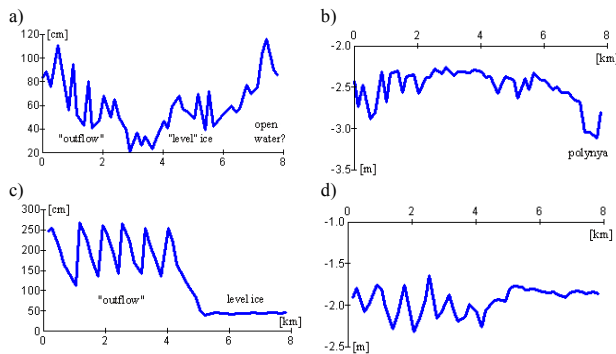 a)
[cm]
120
100
80
60
40
20
"outflow"
"level" ice
open
water?
0
2
4
6
8
b)
0
2
4
6
8
[km]
-2.0
-2.5
-3.0
-3.5
[m]
polynya
c)
[cm]
300
250
200
150
100
50
0
"outflow"
level ice
[km]
0
2
4
6
8
d)
0
2
4
6
8
[km]
-1.0
-1.5
-2.0
-2.5
[m]